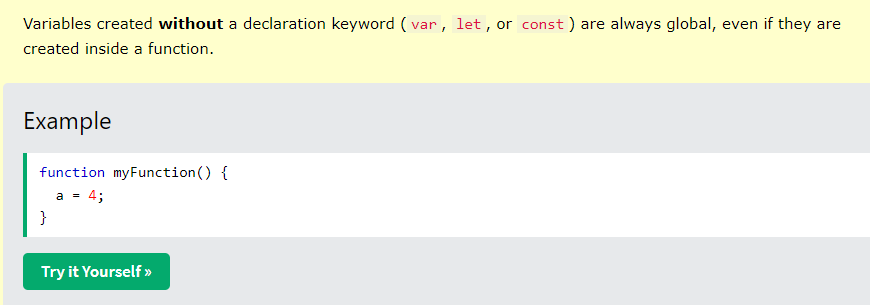 Variables created without a declaration keyword (var, let, or const) are always global, even if they are
created inside a function.
Example
function myFunction() {
  a = 4;
}
Try it Yourself »